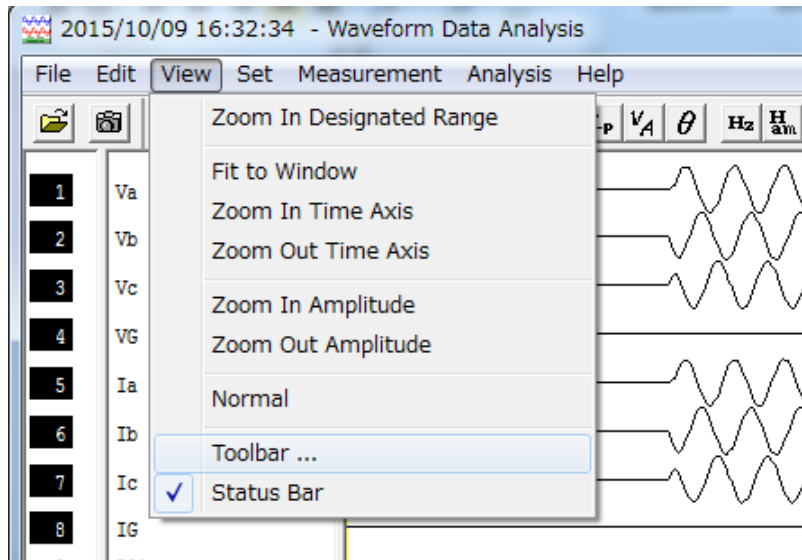 2015/10/09 16:32:34 - Waveform Data Analysis
File Edit View Set Measurement Analysis Help
Zoom In Designated Range
Fit to Window
Zoom In Time Axis
Zoom Out Time Axis
Zoom In Amplitude
Zoom Out Amplitude
Normal
Toolbar ...
Status Bar
V/A θ Hz Ham
1 Va
2 Vb
3 Vc
4 VG
5 Ia
6 Ib
7 Ic
8 IG